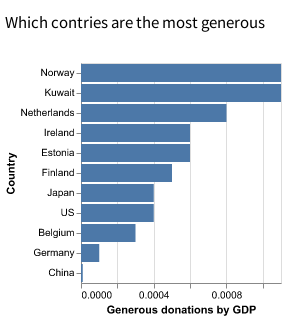 Which contries are the most generous
Norway
Kuwait
Netherlands
Ireland
Estonia
Finland
Japan
US
Belgium
Germany
China
Country
0.0000 0.0004 0.0008
Generous donations by GDP